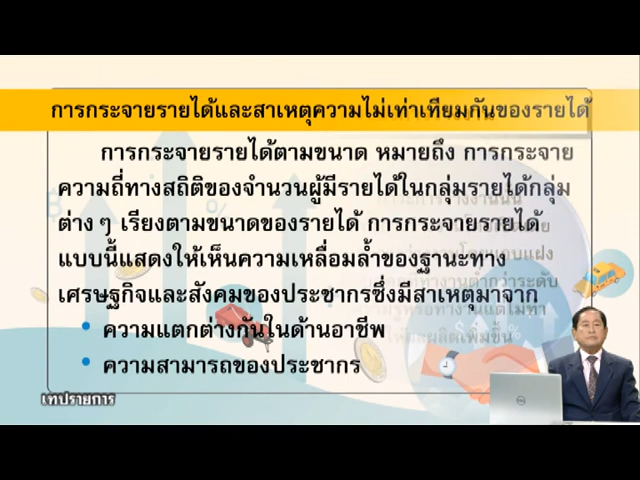 การกระจายรายได้และสาเหตุความไม่เท่าเทียมกันของรายได้
การกระจายรายได้ตามขนาด หมายถึง การกระจาย
ความถี่ทางสถิติของจำนวนผู้มีรายได้ในกลุ่มรายได้กลุ่ม
ต่าง ๆ เรียงตามขนาดของรายได้ การกระจายรายได้
แบบนี้แสดงให้เห็นความเหลื่อมล้ำของฐานะทาง
เศรษฐกิจและสังคมของประชากรซึ่งมีสาเหตุมาจาก
• ความแตกต่างกันในด้านอาชีพ
• ความสามารถของประชากร
เทปรายการ